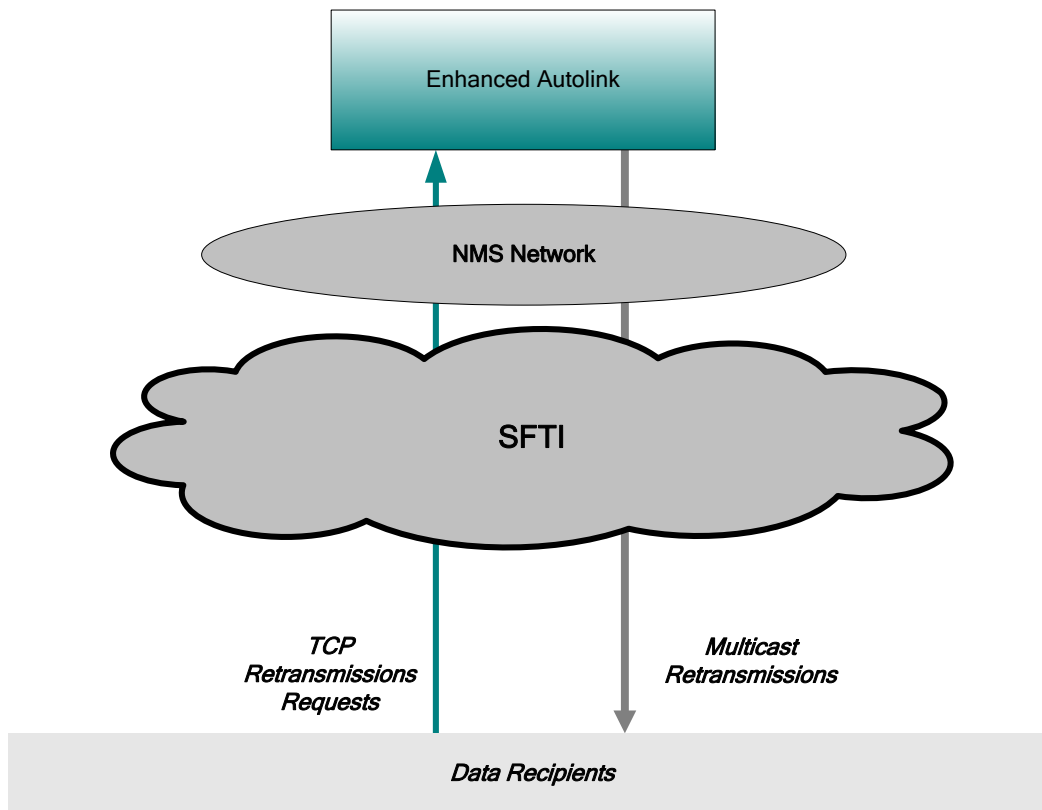 Enhanced Autolink
NMS Network
SFTI
TCP
Retransmissions
Requests
Multicast
Retransmissions
Data Recipients